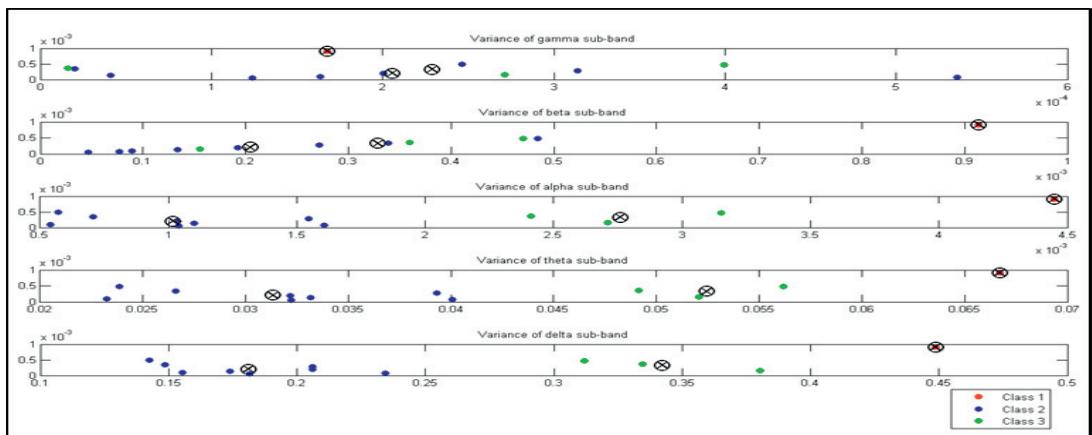 Variance of gamma sub-band
x 10⁻³
1
0.5
0
0 1 2 3 4 5 6
x 10⁻⁴
Variance of beta sub-band
x 10⁻³
1
0.5
0
0 0.1 0.2 0.3 0.4 0.5 0.6 0.7 0.8 0.9 1
x 10⁻³
Variance of alpha sub-band
x 10⁻³
1
0.5
0
0.5 1 1.5 2 2.5 3 3.5 4 4.5
x 10⁻³
Variance of theta sub-band
x 10⁻³
1
0.5
0
0.02 0.025 0.03 0.035 0.04 0.045 0.05 0.055 0.06 0.065 0.07
Variance of delta sub-band
x 10⁻³
1
0.5
0
0.1 0.15 0.2 0.25 0.3 0.35 0.4 0.45 0.5
Class 1
Class 2
Class 3